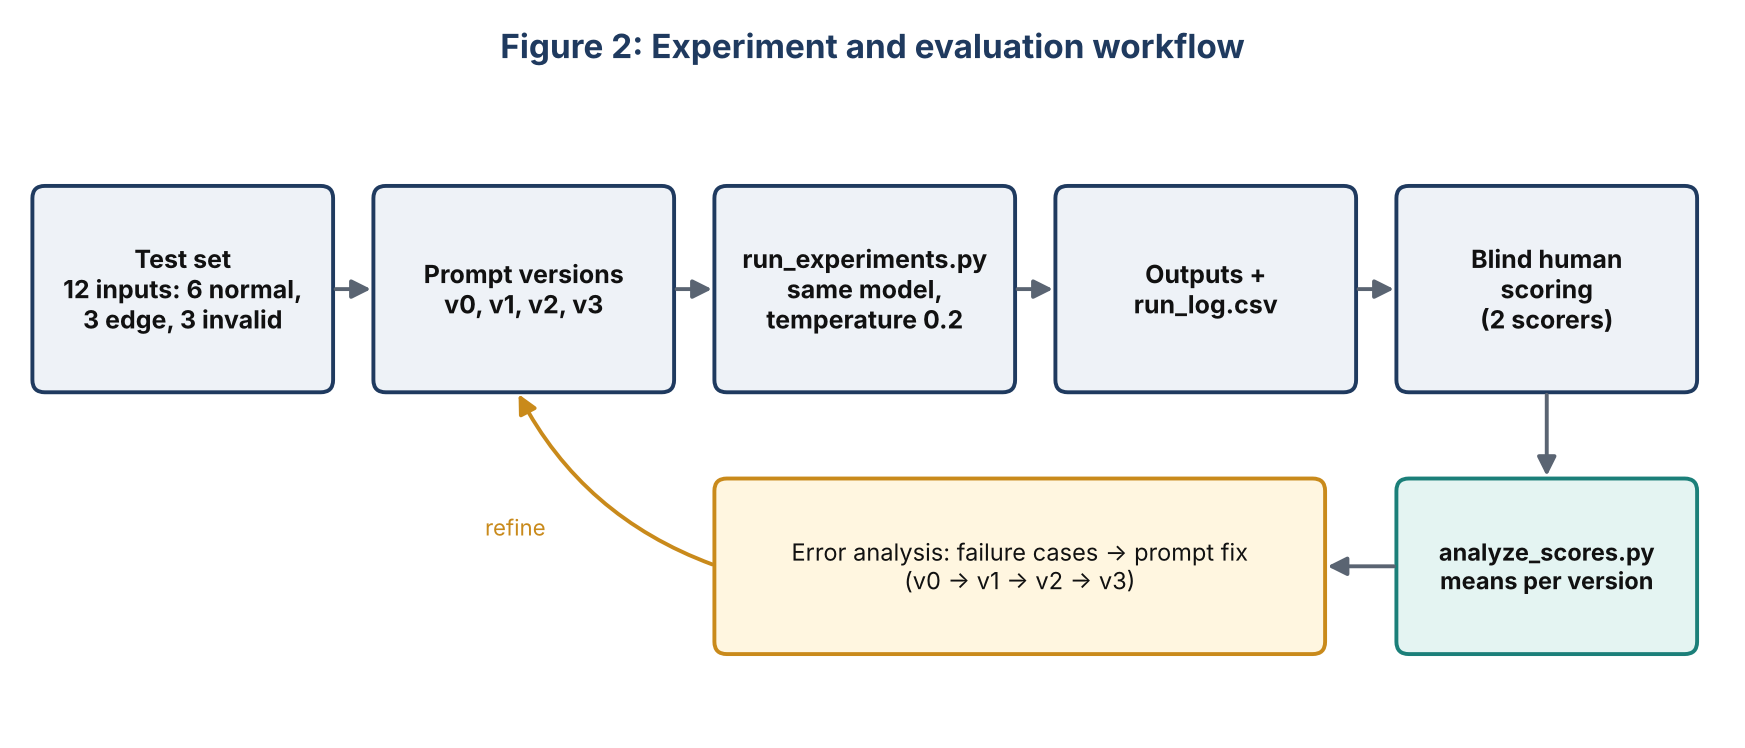 Figure 2: Experiment and evaluation workflow
Test set
12 inputs: 6 normal,
3 edge, 3 invalid
Prompt versions
v0, v1, v2, v3
run_experiments.py
same model,
temperature 0.2
Outputs +
run_log.csv
Blind human
scoring
(2 scorers)
refine
Error analysis: failure cases → prompt fix
(v0 → v1 → v2 → v3)
analyze_scores.py
means per version